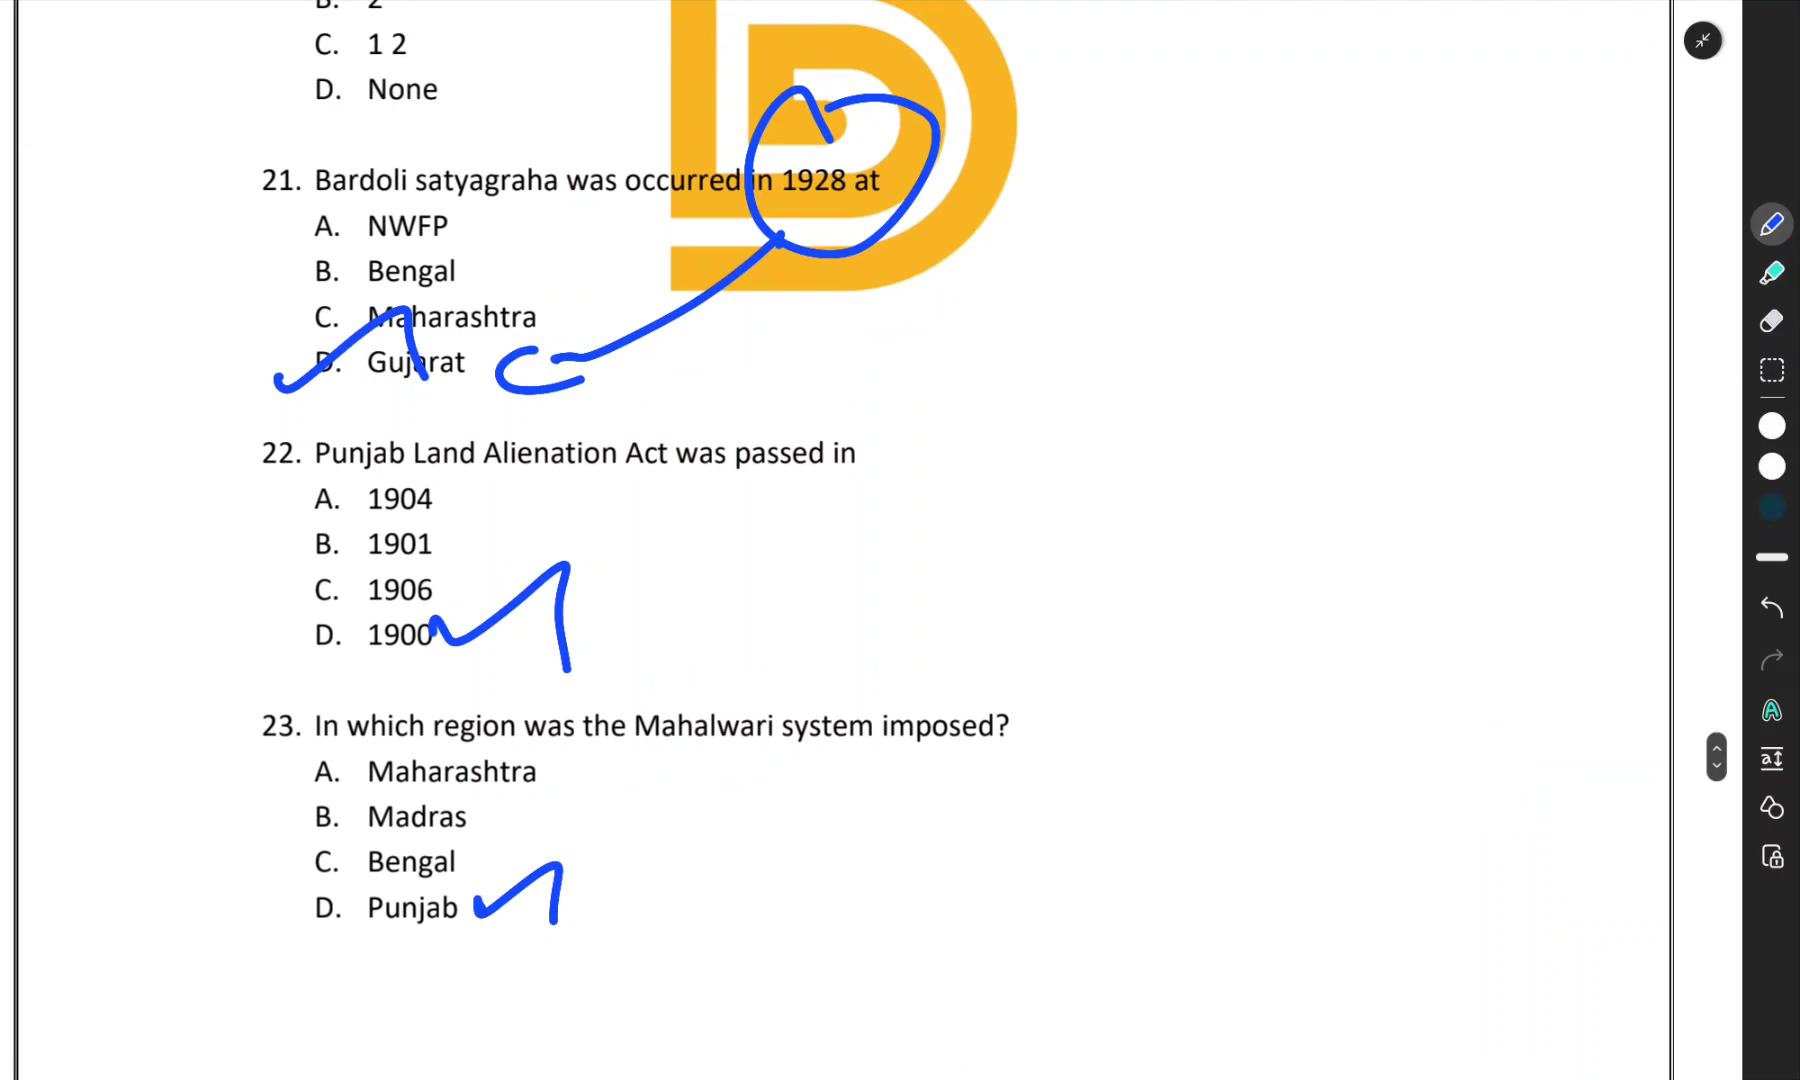 B. 2
C. 1 2
D. None
21. Bardoli satyagraha was occurred in 1928 at
A. NWFP
B. Bengal
C. Maharashtra
D. Gujarat
22. Punjab Land Alienation Act was passed in
A. 1904
B. 1901
C. 1906
D. 1900
23. In which region was the Mahalwari system imposed?
A. Maharashtra
B. Madras
C. Bengal
D. Punjab